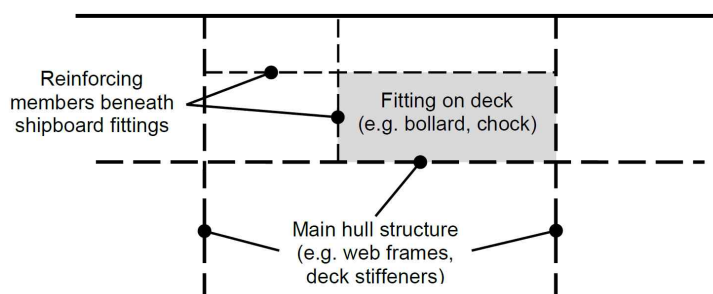 Reinforcing
members beneath
shipboard fittings
Fitting on deck
(e.g. bollard, chock)
Main hull structure
(e.g. web frames,
deck stiffeners)